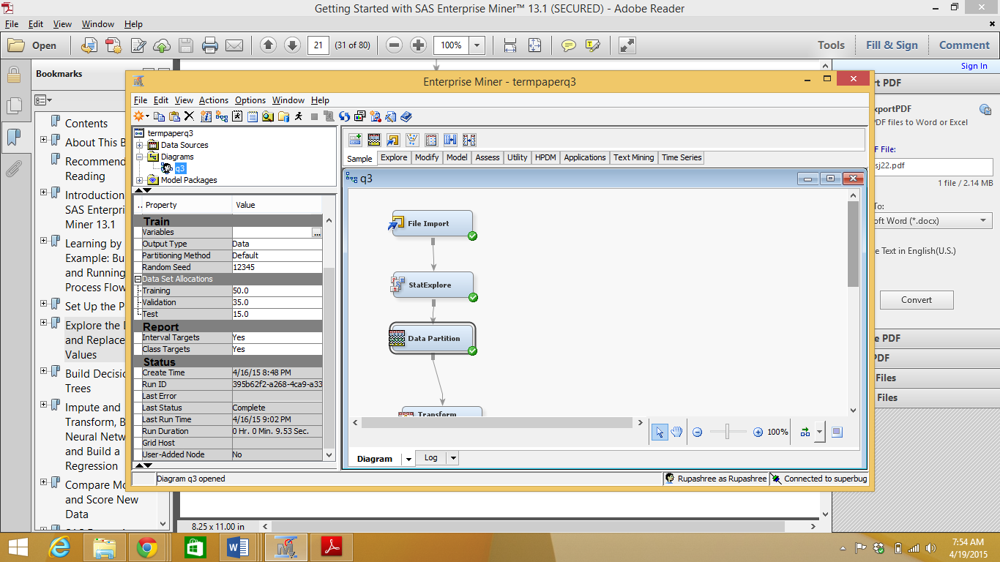 Getting Started with SAS Enterprise Miner™ 13.1 (SECURED) - Adobe Reader
File Edit View Window Help
Open 21 (31 of 80) 100% Tools Fill & Sign Comment
Sign In
Bookmarks
Contents
About This B
Recommend
Reading
Introduction
SAS Enterpris
Miner 13.1
Learning by
Example: Bu
and Running
Process Flow
Set Up the P
Explore the
and Replace
Values
Build Decisio
Trees
Impute and
Transform, B
Neural Netw
and Build a
Regression
Compare Mo
and Score New
Data
8.25 x 11.00 in
Enterprise Miner - termpaperq3
File Edit View Actions Options Window Help
termpaperq3
Data Sources
Diagrams
q3
Model Packages
.. Property Value
Train
Variables ...
Output Type Data
Partitioning Method Default
Random Seed 12345
Data Set Allocations
Training 50.0
Validation 35.0
Test 15.0
Report
Interval Targets Yes
Class Targets Yes
Status
Create Time 4/16/15 8:48 PM
Run ID 395b62f2-a268-4ca9-a33
Last Error
Last Status Complete
Last Run Time 4/16/15 9:02 PM
Run Duration 0 Hr. 0 Min. 9.53 Sec.
Grid Host
User-Added Node No
Sample Explore Modify Model Assess Utility HPDM Applications Text Mining Time Series
q3
File Import
StatExplore
Data Partition
Transform
100%
Diagram Log
Diagram q3 opened
Rupashree as Rupashree Connected to superbug
rt PDF
xportPDF
PDF files to Word or Excel
DF File:
sj22.pdf
1 file / 2.14 MB
To:
oft Word (*.docx)
e Text in English(U.S.)
Convert
e PDF
PDF
Files
Files
7:54 AM
4/19/2015